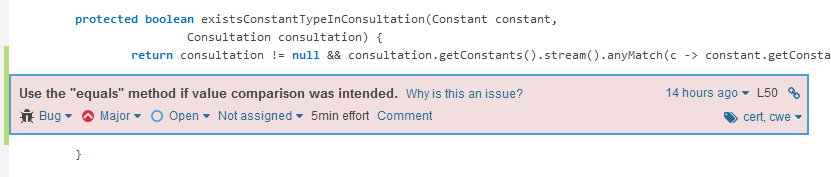 protected boolean existsConstantTypeInConsultation(Constant constant,
Consultation consultation) {
return consultation != null && consultation.getConstants().stream().anyMatch(c -> constant.getConsta
Use the "equals" method if value comparison was intended. Why is this an issue? 14 hours ago L50
Bug Major Open Not assigned 5min effort Comment cert, cwe
}